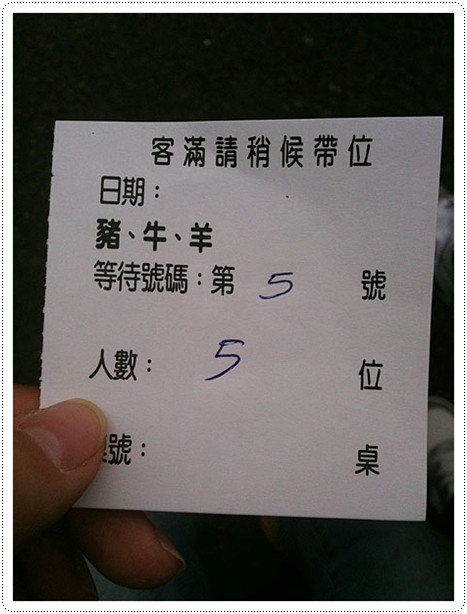 客滿請稍候帶位
日期：
豬、牛、羊
等待號碼：第 5 號
人數： 5 位
號： 桌